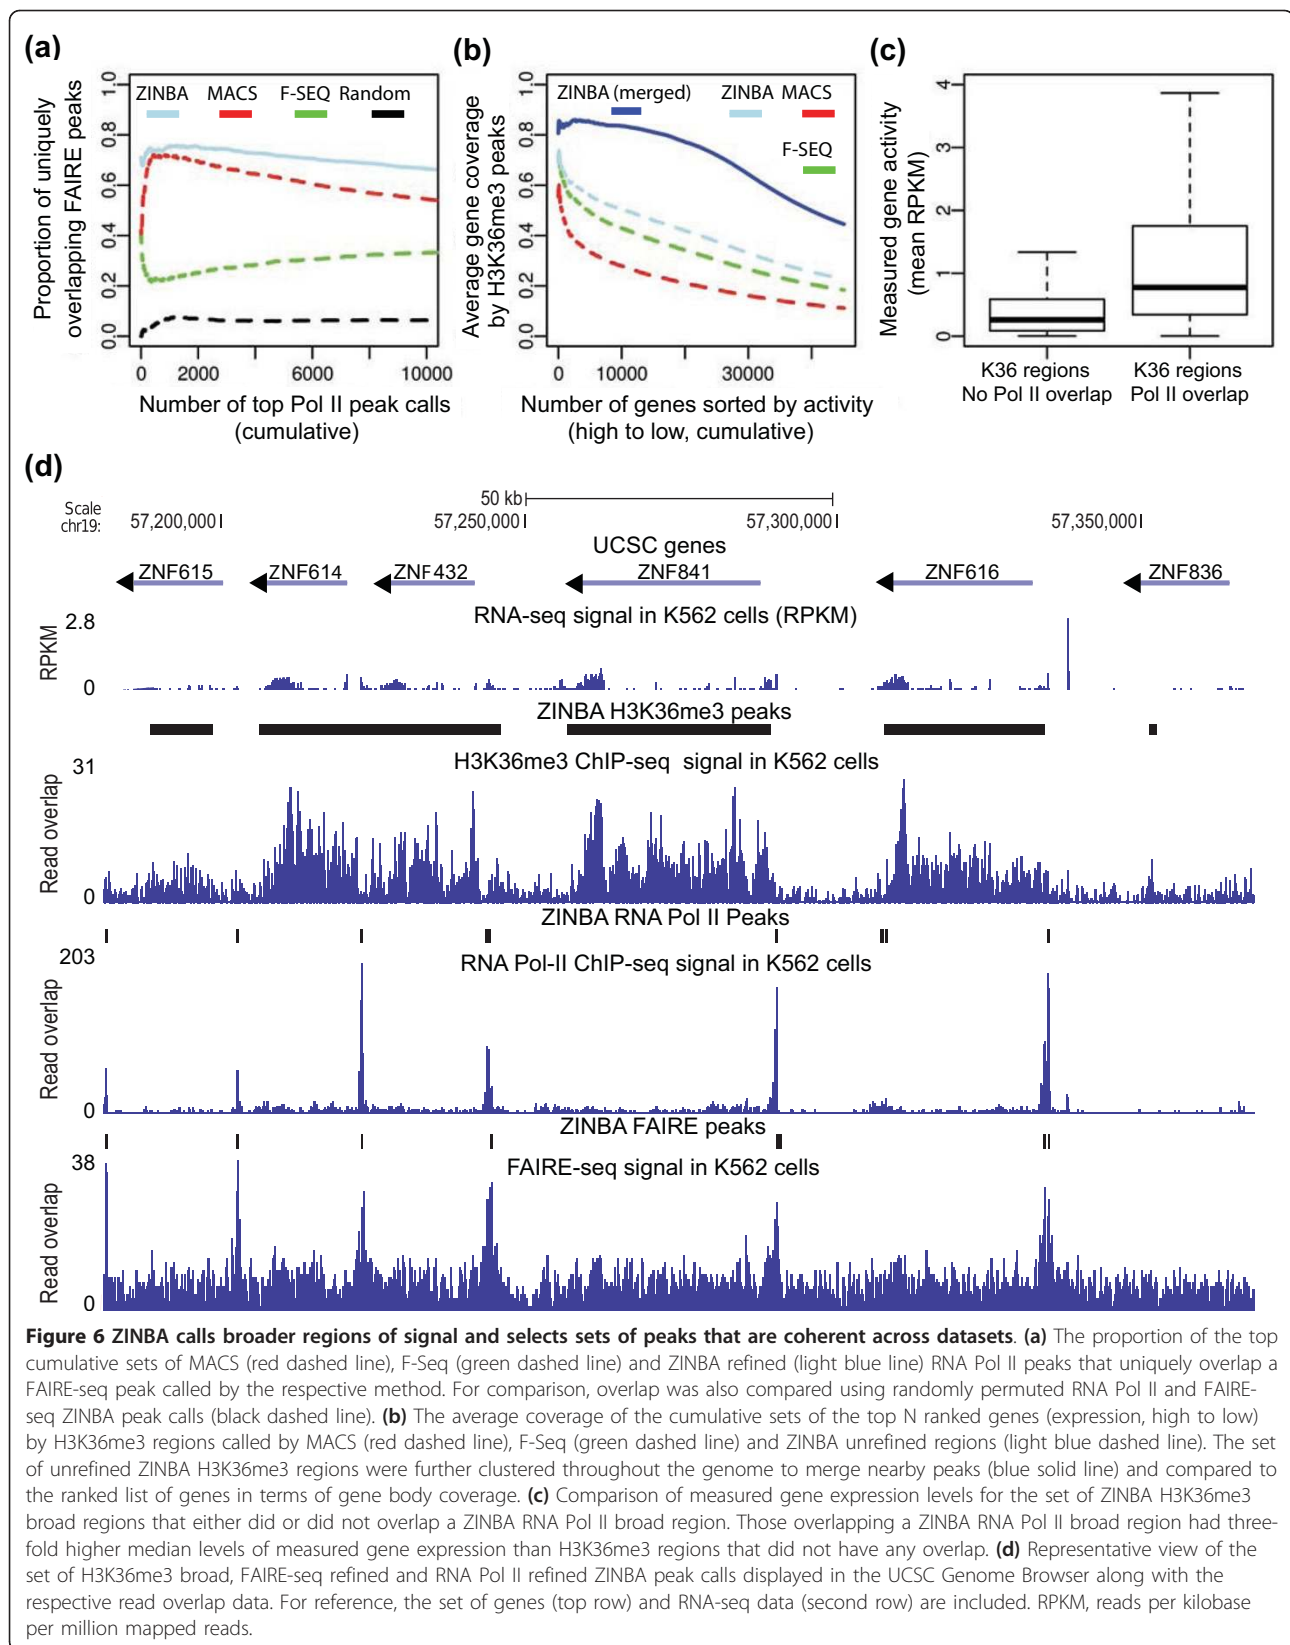 (a)
(b)
(c)
ZINBA MACS F-SEQ Random
Proportion of uniquely
overlapping FAIRE peaks
0.0 0.2 0.4 0.6 0.8 1.0
0 2000 6000 10000
Number of top Pol II peak calls
(cumulative)
ZINBA (merged) ZINBA MACS
F-SEQ
Average gene coverage
by H3K36me3 peaks
0.0 0.2 0.4 0.6 0.8 1.0
0 10000 30000
Number of genes sorted by activity
(high to low, cumulative)
Measured gene activity
(mean RPKM)
0 1 2 3 4
K36 regions
No Pol II overlap
K36 regions
Pol II overlap
(d)
Scale
chr19:
50 kb
57,200,000
57,250,000
57,300,000
57,350,000
UCSC genes
ZNF615 ZNF614 ZNF432 ZNF841 ZNF616 ZNF836
RNA-seq signal in K562 cells (RPKM)
2.8
RPKM
0
ZINBA H3K36me3 peaks
H3K36me3 ChIP-seq signal in K562 cells
31
Read overlap
0
ZINBA RNA Pol II Peaks
RNA Pol-II ChIP-seq signal in K562 cells
203
Read overlap
0
ZINBA FAIRE peaks
FAIRE-seq signal in K562 cells
38
Read overlap
0
Figure 6 ZINBA calls broader regions of signal and selects sets of peaks that are coherent across datasets. (a) The proportion of the top
cumulative sets of MACS (red dashed line), F-Seq (green dashed line) and ZINBA refined (light blue line) RNA Pol II peaks that uniquely overlap a
FAIRE-seq peak called by the respective method. For comparison, overlap was also compared using randomly permuted RNA Pol II and FAIRE-
seq ZINBA peak calls (black dashed line). (b) The average coverage of the cumulative sets of the top N ranked genes (expression, high to low)
by H3K36me3 regions called by MACS (red dashed line), F-Seq (green dashed line) and ZINBA unrefined regions (light blue dashed line). The set
of unrefined ZINBA H3K36me3 regions were further clustered throughout the genome to merge nearby peaks (blue solid line) and compared to
the ranked list of genes in terms of gene body coverage. (c) Comparison of measured gene expression levels for the set of ZINBA H3K36me3
broad regions that either did or did not overlap a ZINBA RNA Pol II broad region. Those overlapping a ZINBA RNA Pol II broad region had three-
fold higher median levels of measured gene expression than H3K36me3 regions that did not have any overlap. (d) Representative view of the
set of H3K36me3 broad, FAIRE-seq refined and RNA Pol II refined ZINBA peak calls displayed in the UCSC Genome Browser along with the
respective read overlap data. For reference, the set of genes (top row) and RNA-seq data (second row) are included. RPKM, reads per kilobase
per million mapped reads.